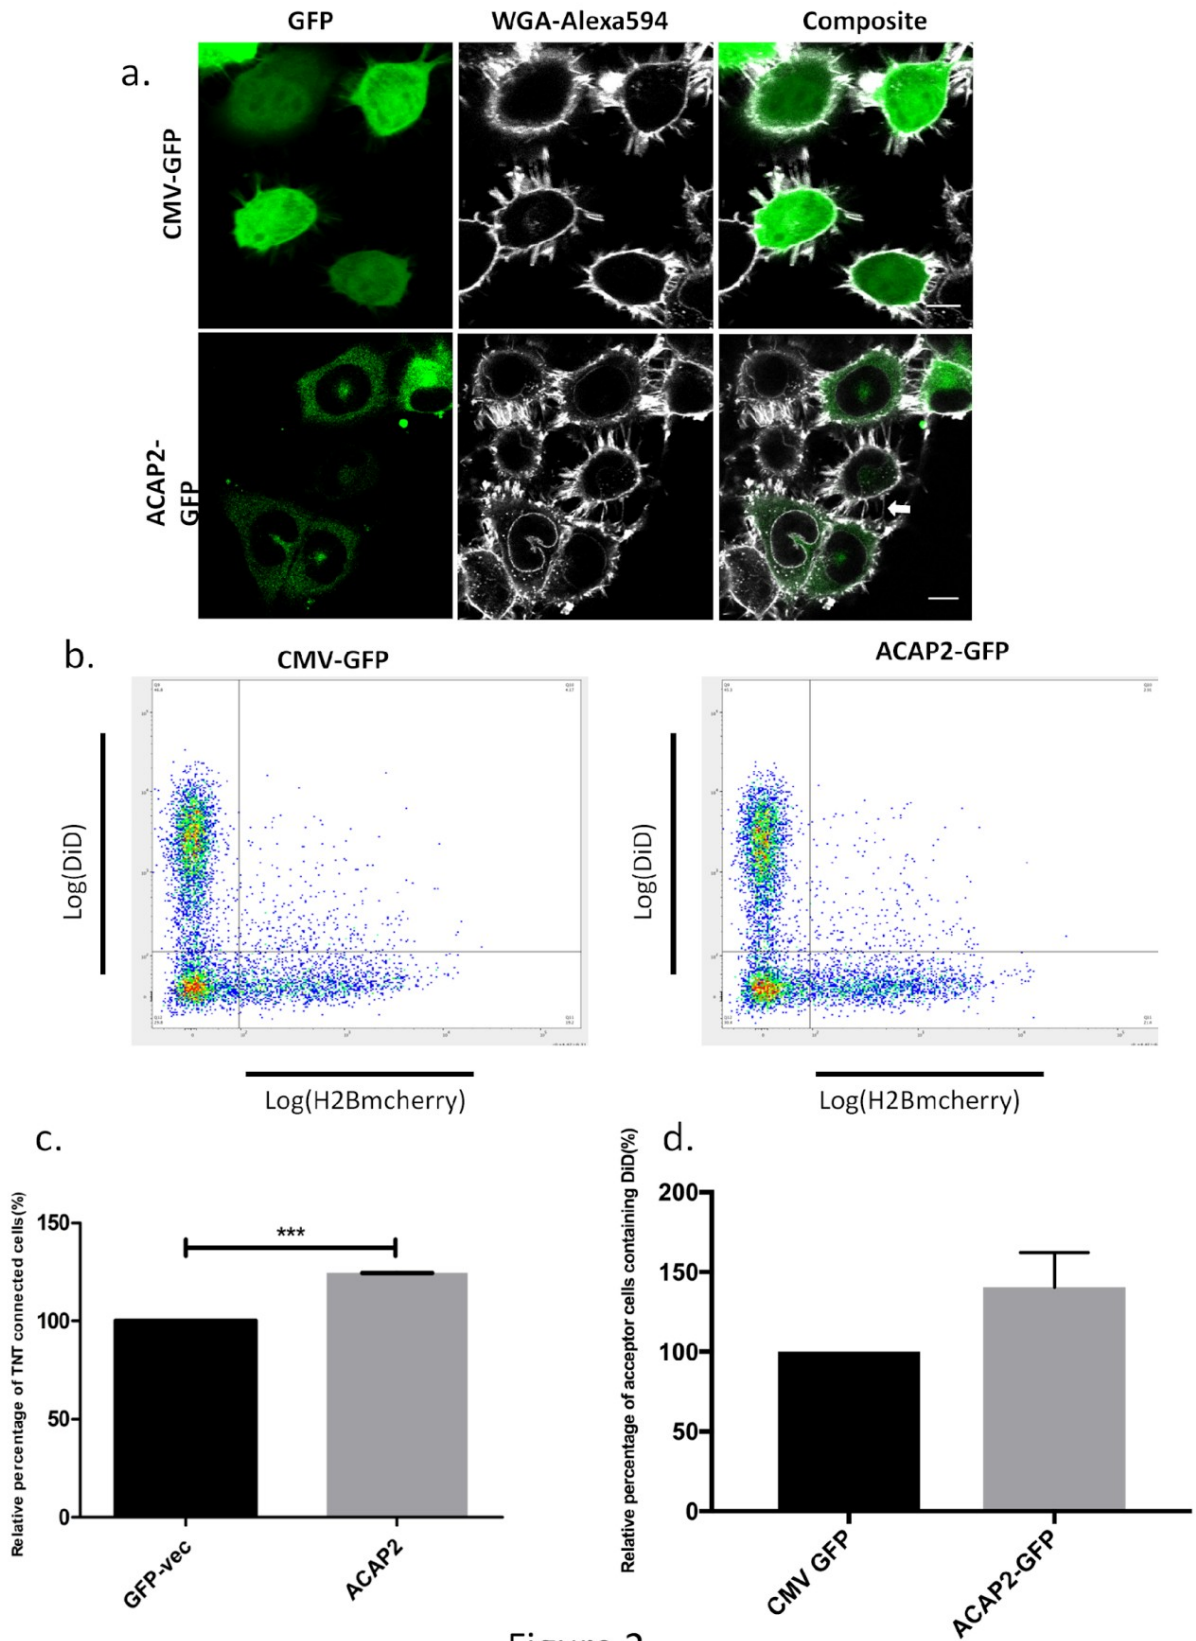 GFP WGA-Alexa594 Composite
a.
CMV-GFP
ACAP2-
GFP
b.
CMV-GFP
ACAP2-GFP
Log(DiD)
Log(DiD)
Log(H2Bmcherry)
Log(H2Bmcherry)
c.
Relative percentage of TNT connected cells(%)
150
***
100
50
0
GFP-vec
ACAP2
d.
Relative percentage of acceptor cells containing DiD(%)
200
150
100
50
0
CMV GFP
ACAP2-GFP